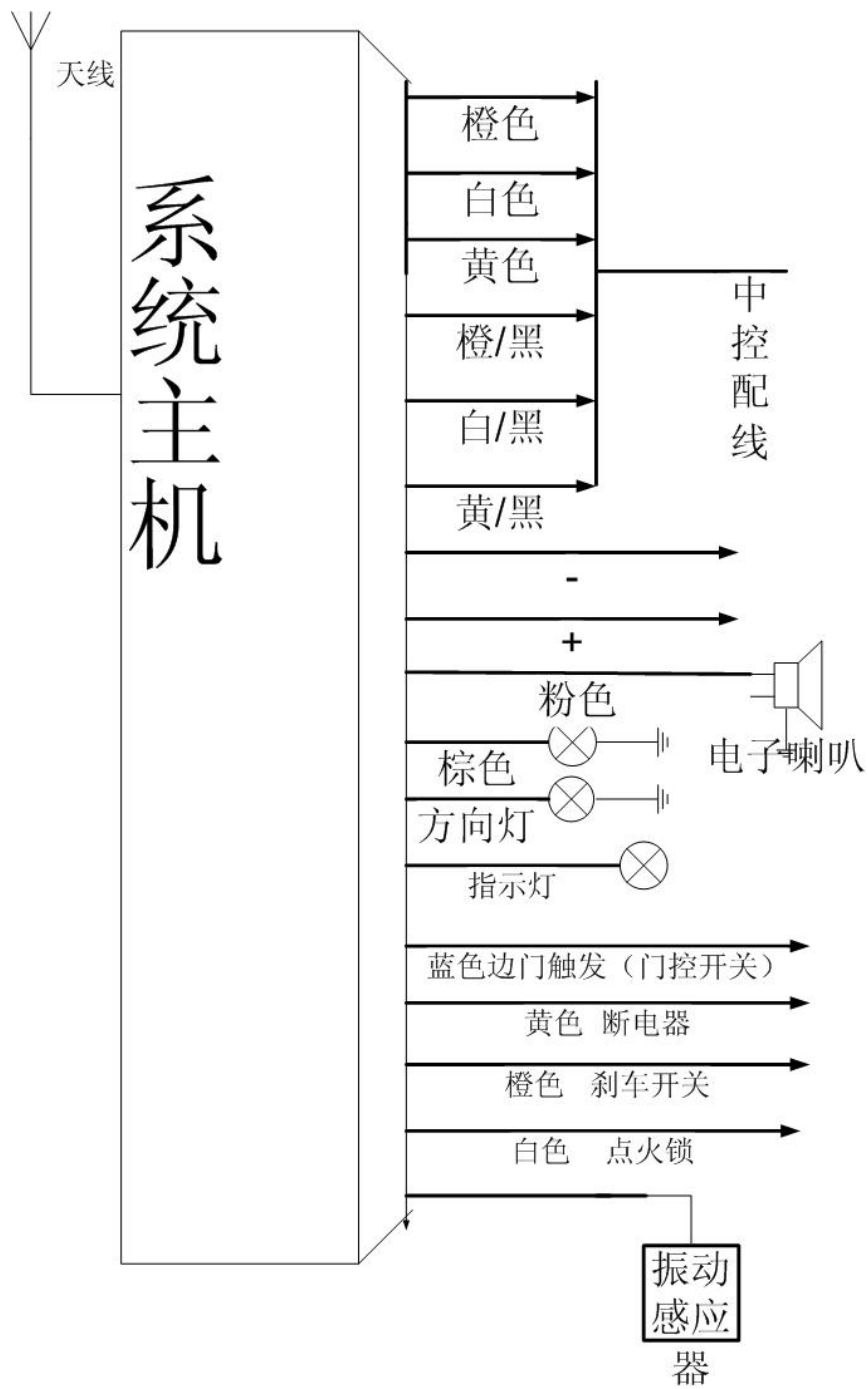 天线
系统主机
橙色
白色
黄色
橙/黑
白/黑
黄/黑
中控配线
-
+
粉色
电子喇叭
棕色
方向灯
指示灯
蓝色边门触发（门控开关）
黄色 断电器
橙色 刹车开关
白色 点火锁
振动
感应
器